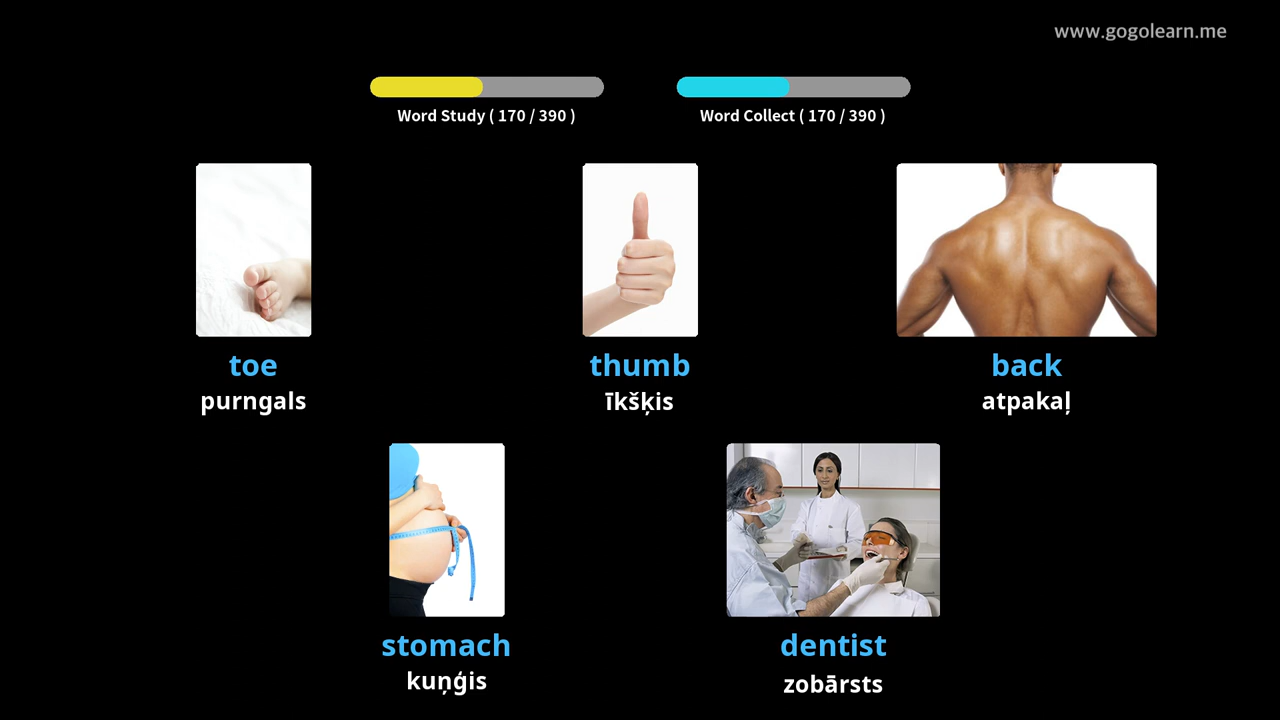 www.gogolearn.me
Word Study ( 170 / 390 )
Word Collect ( 170 / 390 )
toe
purngals
thumb
īkšķis
back
atpakaļ
stomach
kuņģis
dentist
zobārsts